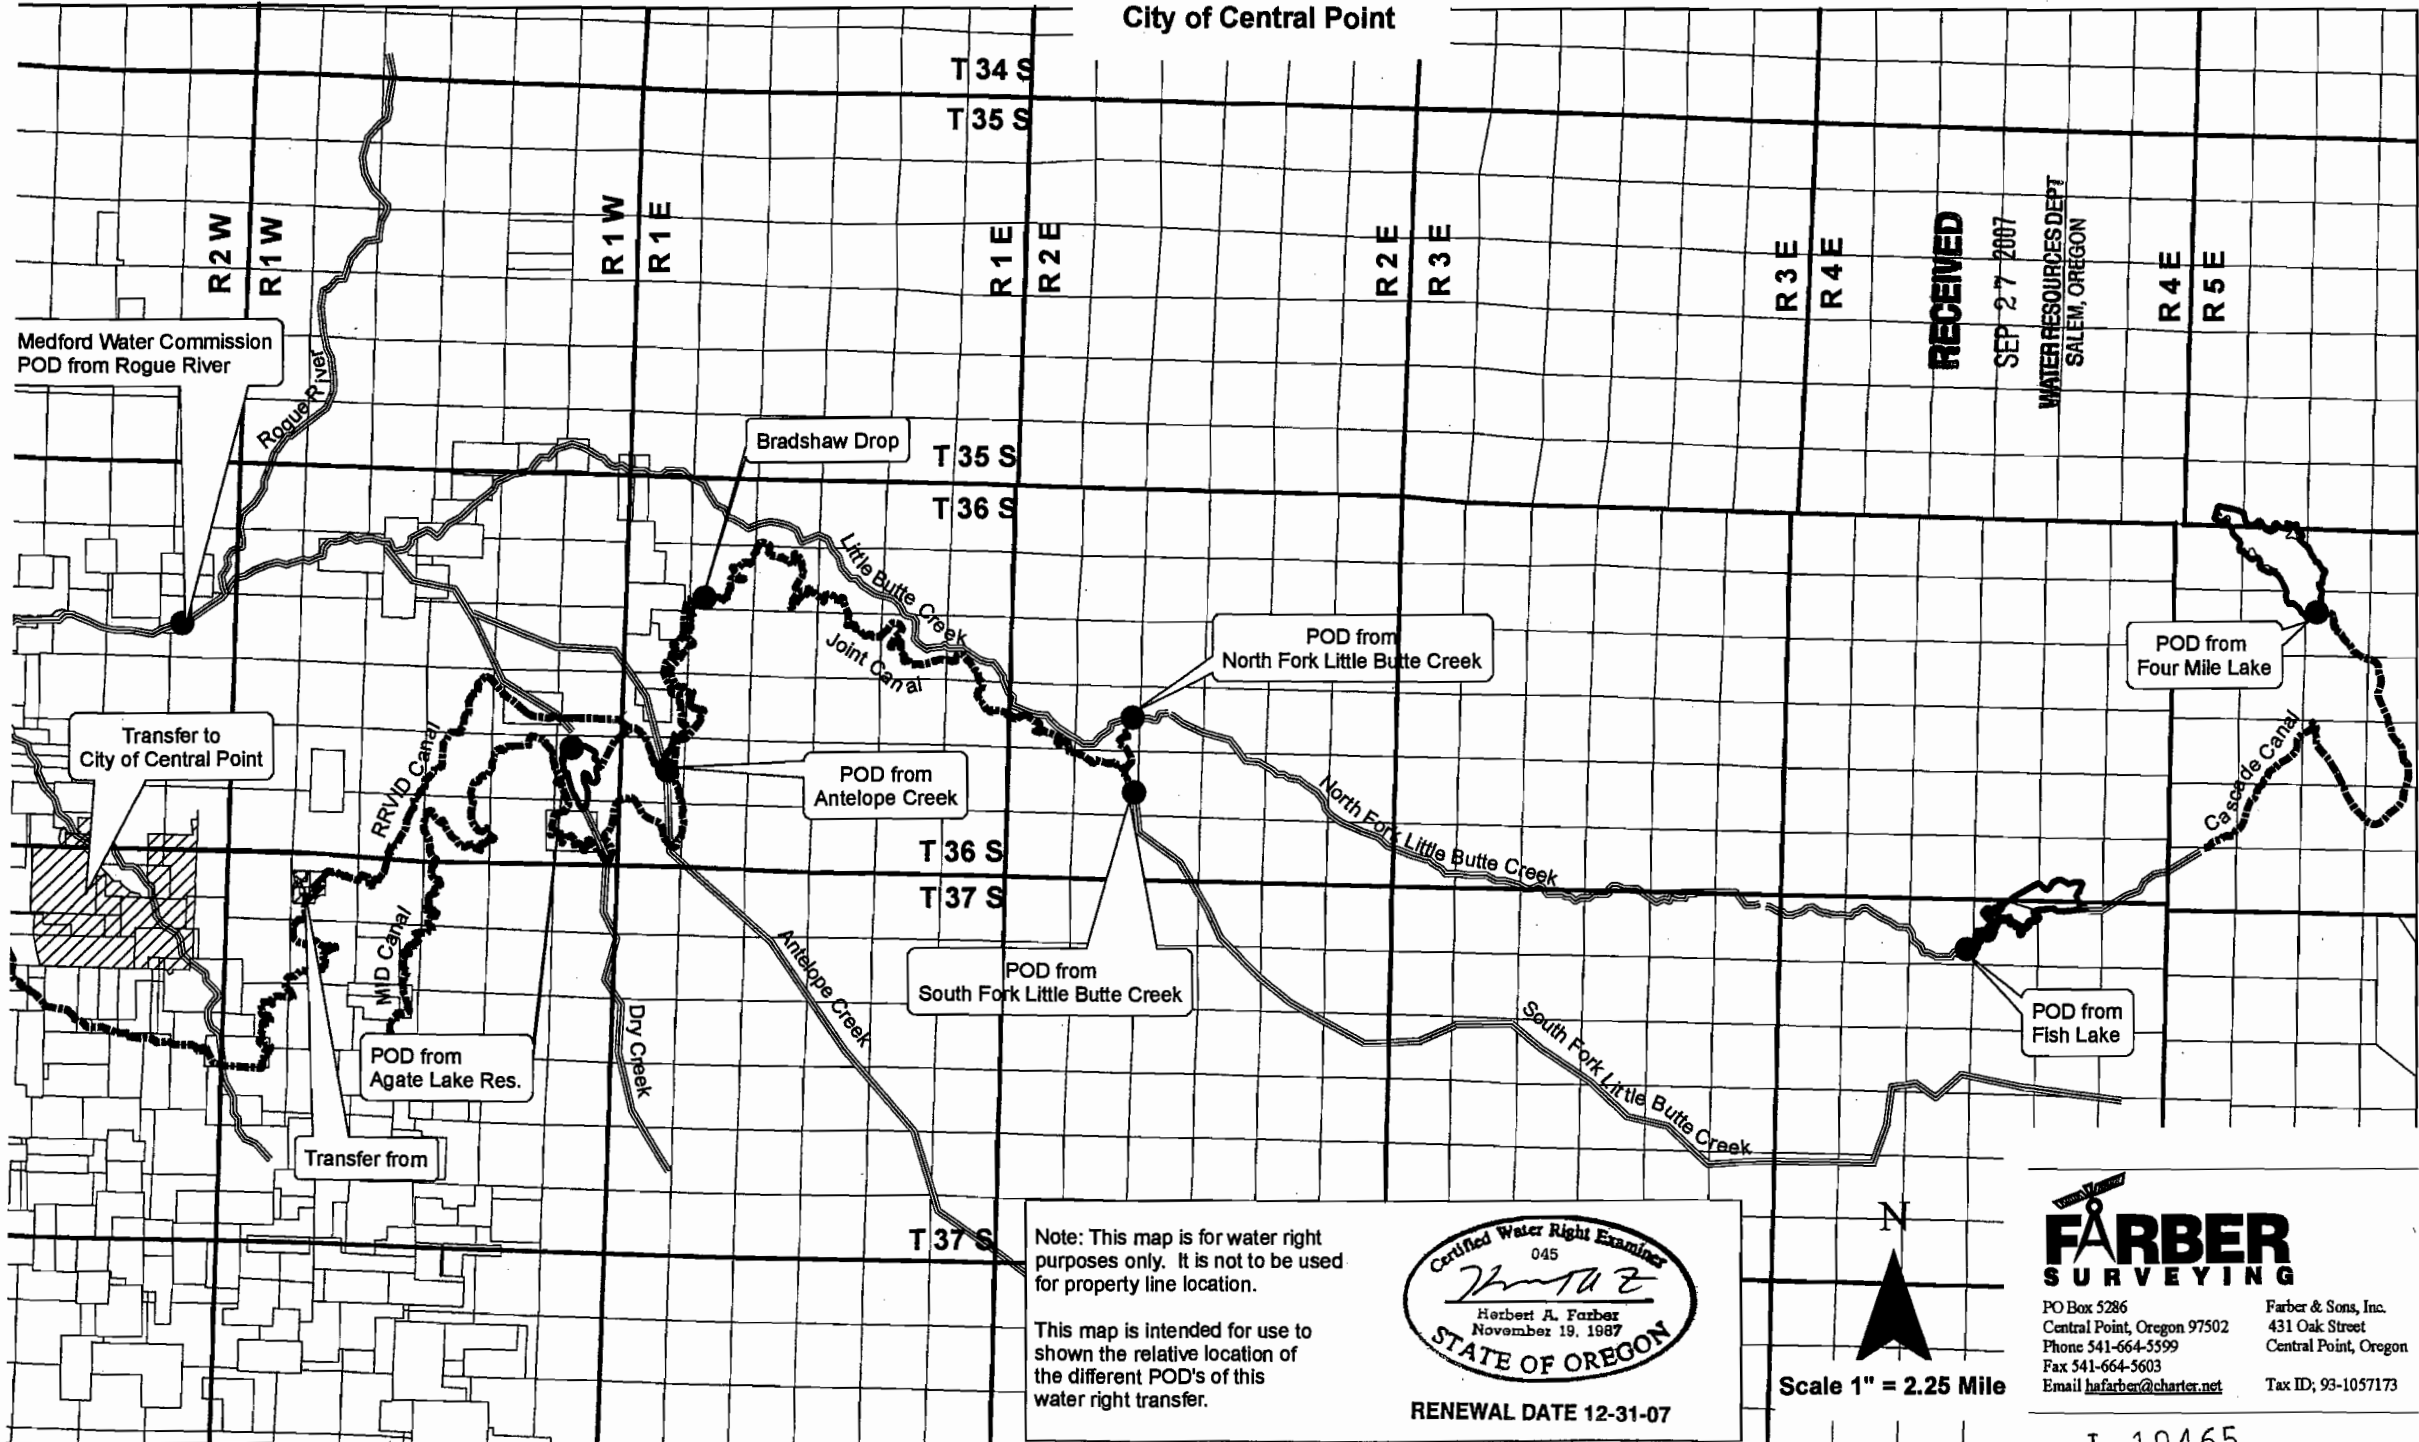 City of Central Point
T 34 S
T 35 S
R 2 W
R 1 W
R 1 W
R 1 E
R 1 E
R 2 E
R 2 E
R 3 E
R 3 E
R 4 E
R 4 E
R 5 E
RECEIVED
SEP 27 2007
WATER RESOURCES DEPT
SALEM, OREGON
Medford Water Commission
POD from Rogue River
Rogue River
Bradshaw Drop
T 35 S
T 36 S
Little Butte Creek
Joint Canal
POD from
North Fork Little Butte Creek
POD from
Four Mile Lake
Transfer to
City of Central Point
RRVID Canal
POD from
Antelope Creek
North Fork Little Butte Creek
Cascade Canal
T 36 S
T 37 S
MID Canal
Antelope Creek
POD from
South Fork Little Butte Creek
POD from
Fish Lake
Dry Creek
POD from
Agate Lake Res.
South Fork Little Butte Creek
Transfer from
T 37 S
Note: This map is for water right
purposes only. It is not to be used
for property line location.
This map is intended for use to
shown the relative location of
the different POD's of this
water right transfer.
Certified Water Right Examiner
045
Herbert A. Farber
November 19, 1987
STATE OF OREGON
RENEWAL DATE 12-31-07
N
Scale 1" = 2.25 Mile
FARBER
SURVEYING
PO Box 5286
Central Point, Oregon 97502
Phone 541-664-5599
Fax 541-664-5603
Email hafarber@charter.net
Farber & Sons, Inc.
431 Oak Street
Central Point, Oregon
Tax ID; 93-1057173